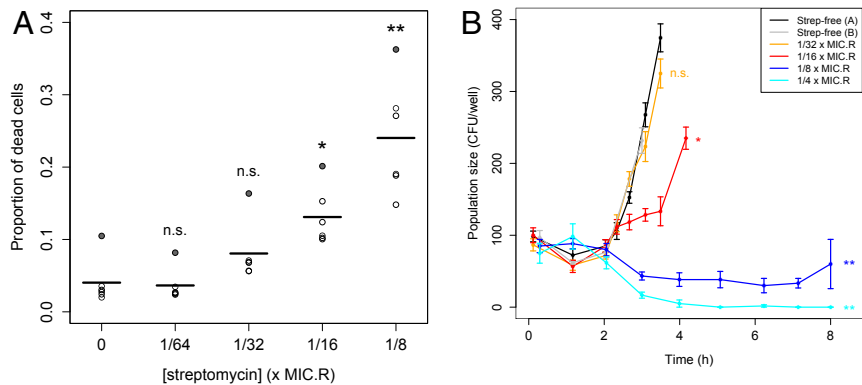 A
Proportion of dead cells
0.4
0.3
0.2
0.1
0.0
n.s.
n.s.
*
**
0 1/64 1/32 1/16 1/8
[streptomycin] (x MIC.R)
B
Population size (CFU/well)
400
300
200
100
0
Strep-free (A)
Strep-free (B)
1/32 x MIC.R
1/16 x MIC.R
1/8 x MIC.R
1/4 x MIC.R
n.s.
*
**
**
0 2 4 6 8
Time (h)